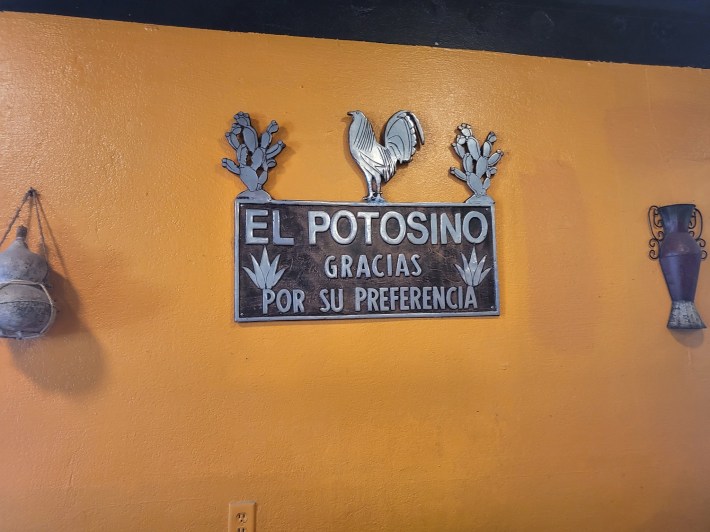 EL POTOSINO
GRACIAS
POR SU PREFERENCIA